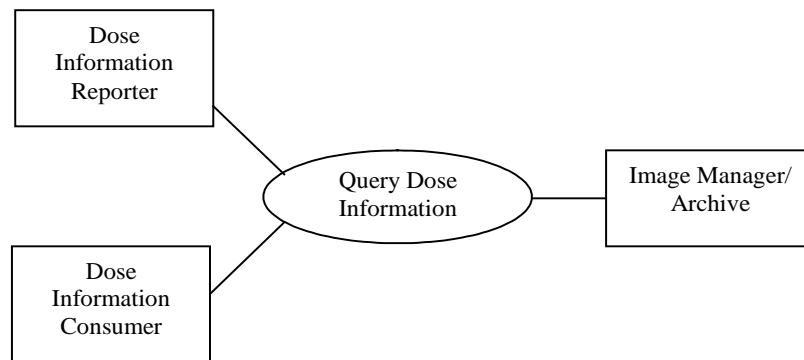 Dose
Information
Reporter
Query Dose
Information
Image Manager/
Archive
Dose
Information
Consumer